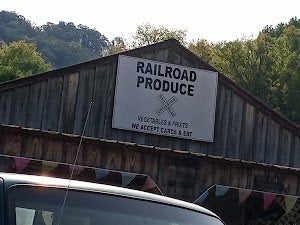 RAILROAD
PRODUCE
VEGETABLES & FRUITS
WE ACCEPT CARDS & EBT